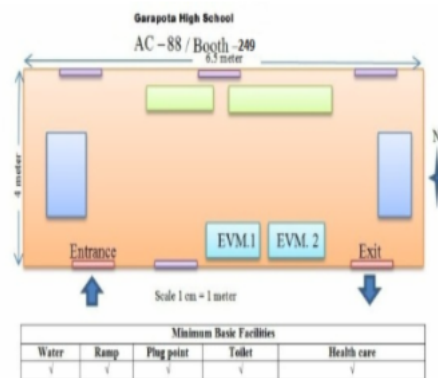 Garapota High School
AC – 88 / Booth –249
6.5 meter
4 meter
N
EVM.1 EVM. 2
Entrance Exit
Scale 1 cm = 1 meter
Minimum Basic Facilities
Water Ramp Plug point Toilet Health care
√ √ √ √ √